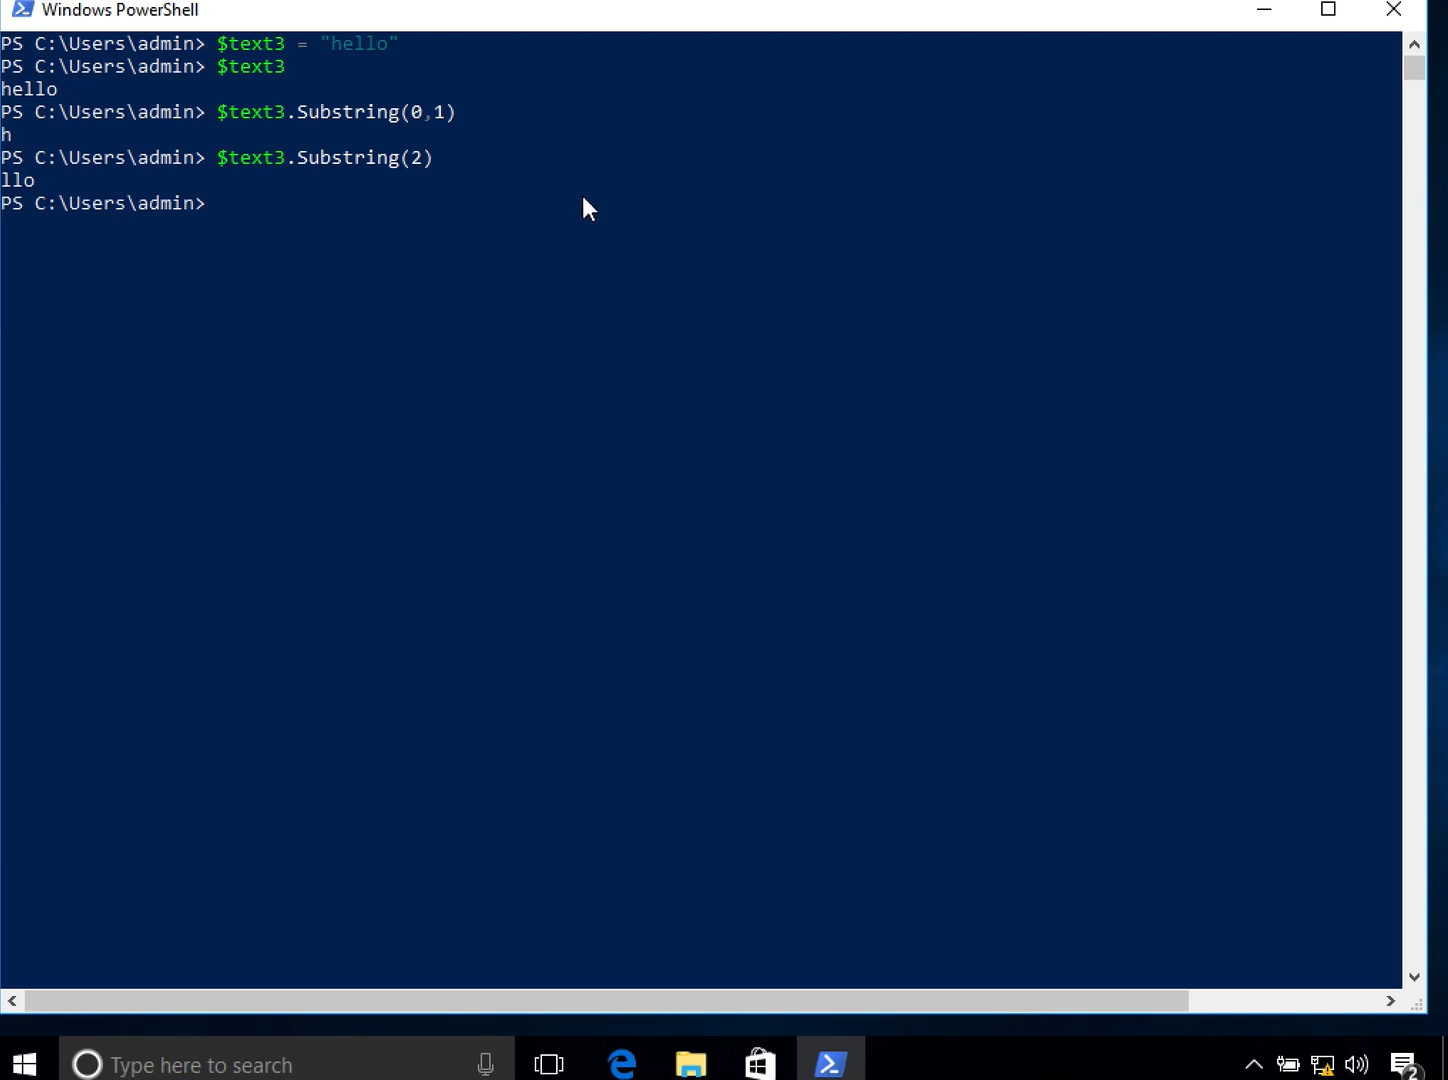 Windows PowerShell
PS C:\Users\admin> $text3 = "hello"
PS C:\Users\admin> $text3
hello
PS C:\Users\admin> $text3.Substring(0,1)
h
PS C:\Users\admin> $text3.Substring(2)
llo
PS C:\Users\admin>
Type here to search
2